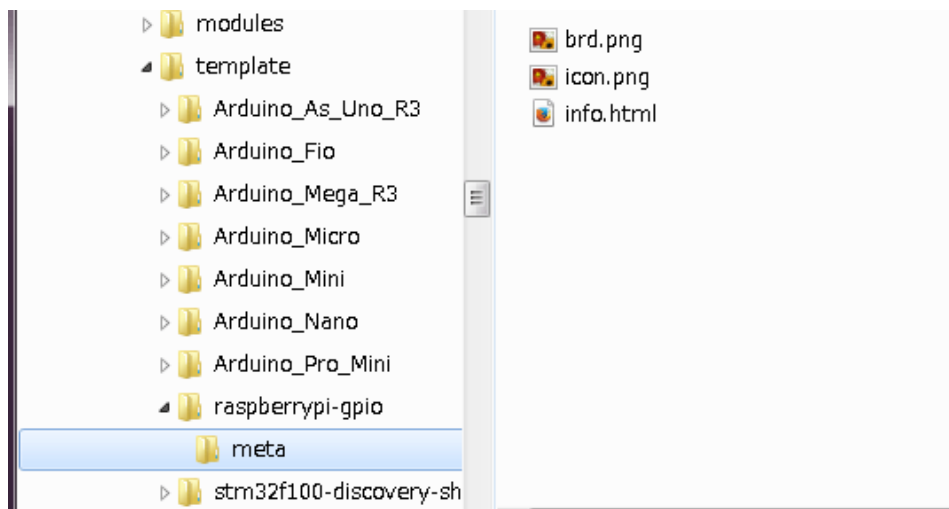 modules
template
Arduino_As_Uno_R3
Arduino_Fio
Arduino_Mega_R3
Arduino_Micro
Arduino_Mini
Arduino_Nano
Arduino_Pro_Mini
raspberrypi-gpio
meta
stm32f100-discovery-sh
brd.png
icon.png
info.html